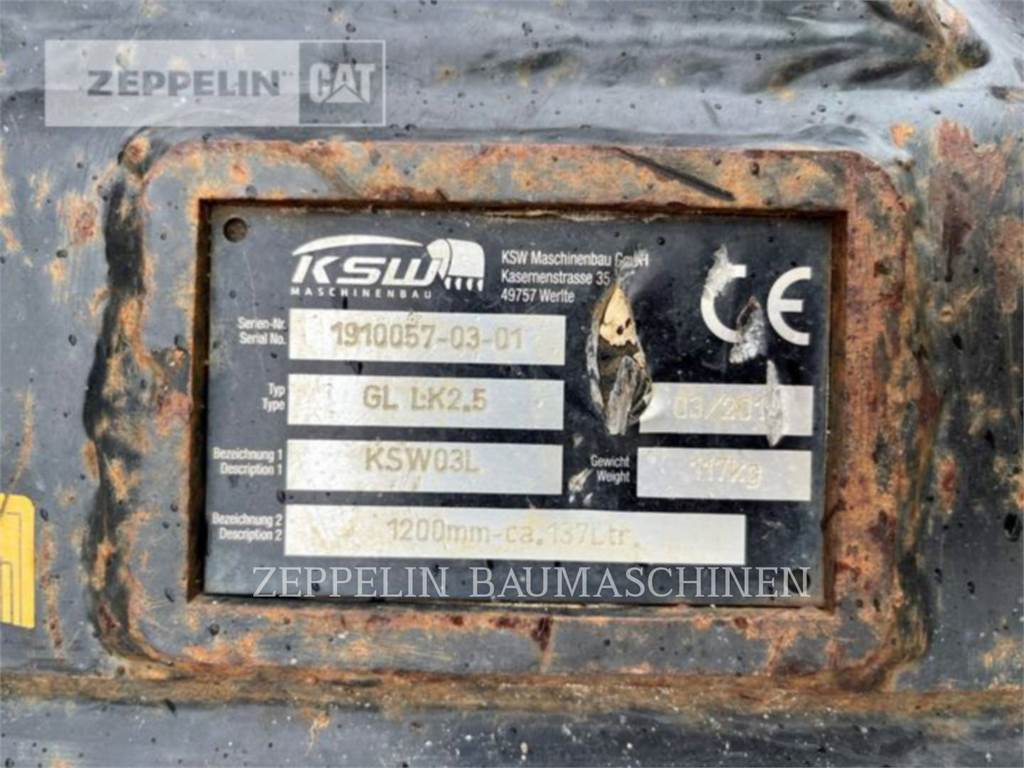 ZEPPELIN CAT
KSW
MASCHINENBAU
KSW Maschinenbau GmbH
Kasernenstrasse 35
49757 Werlte
CE
Serien-Nr.
Serial No.
1910057-03-01
Typ
Type
GL LK2.5
Bezeichnung 1
Description 1
KSW03L
Gewicht
Weight
117Kg
Bezeichnung 2
Description 2
1200mm-ca.137Ltr.
ZEPPELIN BAUMASCHINEN